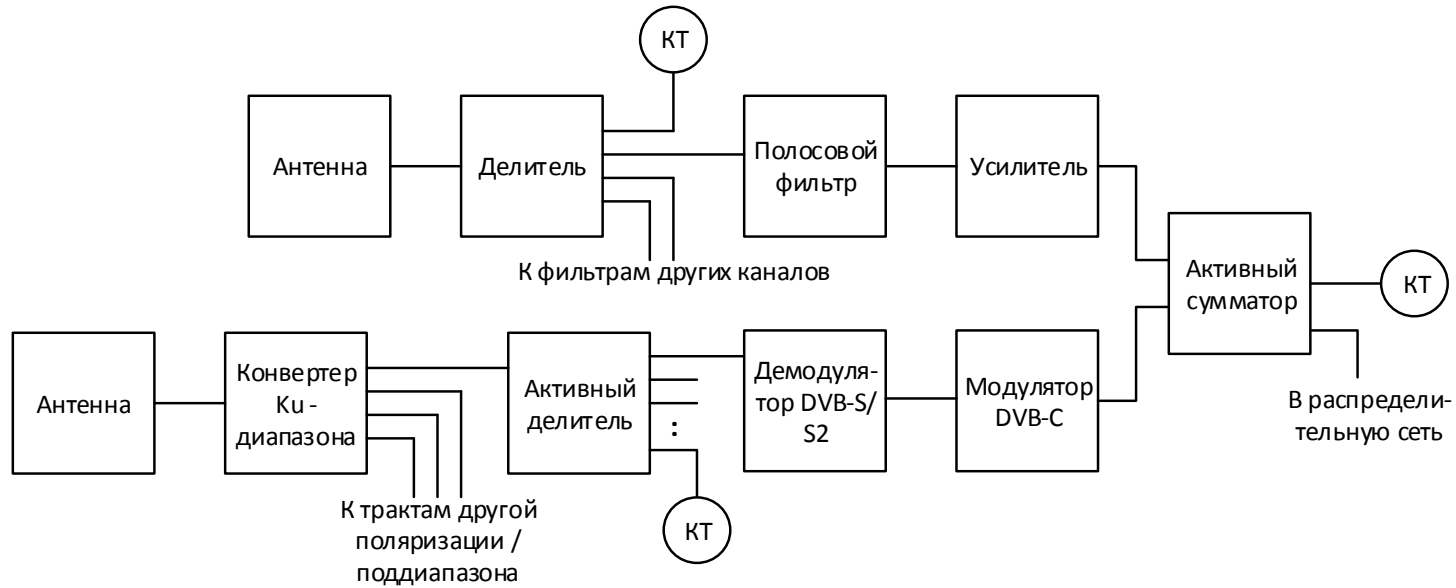 КТ
Антенна
Делитель
Полосовой
фильтр
Усилитель
К фильтрам других каналов
Активный
сумматор
КТ
Антенна
Конвертер
Ku -
диапазона
Активный
делитель
:
Демодуля-
тор DVB-S/
S2
Модулятор
DVB-C
В распредели-
тельную сеть
К трактам другой
поляризации /
поддиапазона
КТ